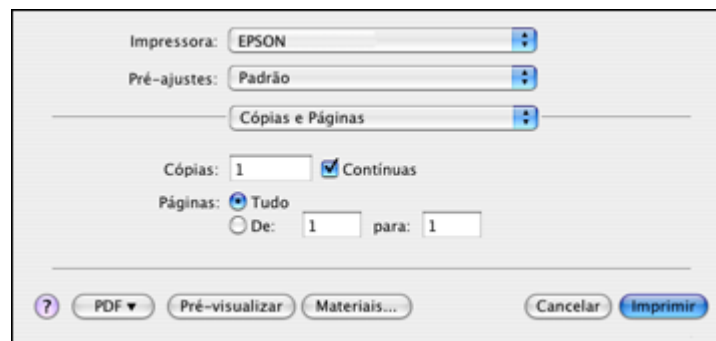 Impressora: EPSON
Pré-ajustes: Padrão
Cópias e Páginas
Cópias: 1 Contínuas
Páginas: Tudo
De: 1 para: 1
? PDF ▼ Pré-visualizar Materiais... Cancelar Imprimir